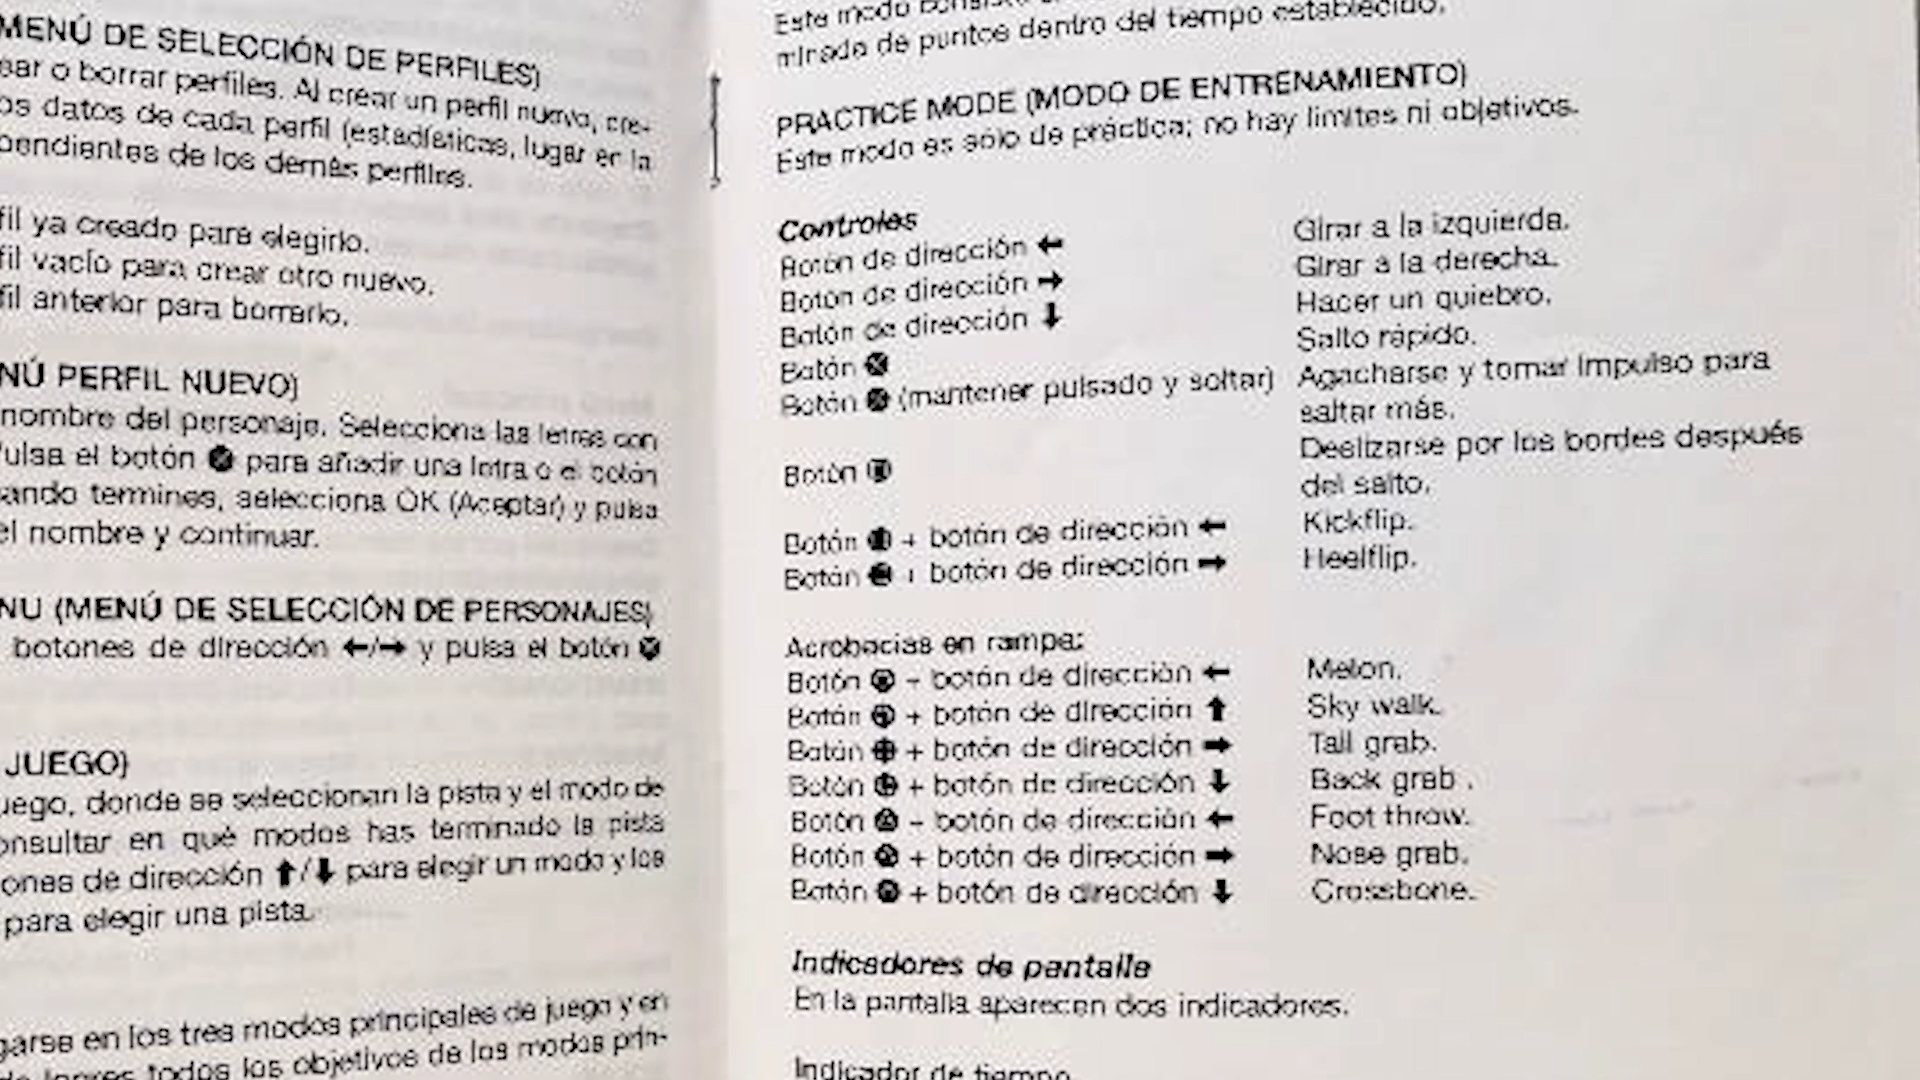 MENÚ DE SELECCIÓN DE PERFILES)
ear o borrar perfiles. Al crear un perfil nuevo, cre-
os datos de cada perfil (estadísticas, lugar en la
pendientes de los demás perfiles.
fil ya creado para elegirlo.
fil vacío para crear otro nuevo.
fil anterior para borrarlo.
NÚ PERFIL NUEVO)
nombre del personaje. Selecciona las letras con
ulsa el botón ⊗ para añadir una letra o el botón
ando termines, selecciona OK (Aceptar) y pulsa
el nombre y continuar.
NU (MENÚ DE SELECCIÓN DE PERSONAJES)
botones de dirección ←/→ y pulsa el botón ⊗
JUEGO)
uego, donde se seleccionan la pista y el modo de
onsultar en qué modos has terminado la pista
ones de dirección ↑/↓ para elegir un modo y los
para elegir una pista.
garse en los tres modos principales de juego y en
logres todos los objetivos de los modos prin-
Este modo consiste
mirada de puntos dentro del tiempo establecido.
PRACTICE MODE (MODO DE ENTRENAMIENTO)
Este modo es sólo de práctica; no hay límites ni objetivos.
Controles
Botón de dirección ← Girar a la izquierda.
Botón de dirección → Girar a la derecha.
Botón de dirección ↓ Hacer un quiebro.
Botón ⊗ Salto rápido.
Botón ⊗ (mantener pulsado y soltar) Agacharse y tomar impulso para
saltar más.
Botón Deslizarse por los bordes después
del salto.
Botón + botón de dirección ← Kickflip.
Botón + botón de dirección → Heelflip.
Acrobacias en rampa:
Botón + botón de dirección ← Melon.
Botón + botón de dirección ↑ Sky walk.
Botón + botón de dirección → Tail grab.
Botón + botón de dirección ↓ Back grab .
Botón + botón de dirección ← Foot throw.
Botón + botón de dirección → Nose grab.
Botón + botón de dirección ↓ Crossbone.
Indicadores de pantalla
En la pantalla aparecen dos indicadores.
Indicador de tiempo